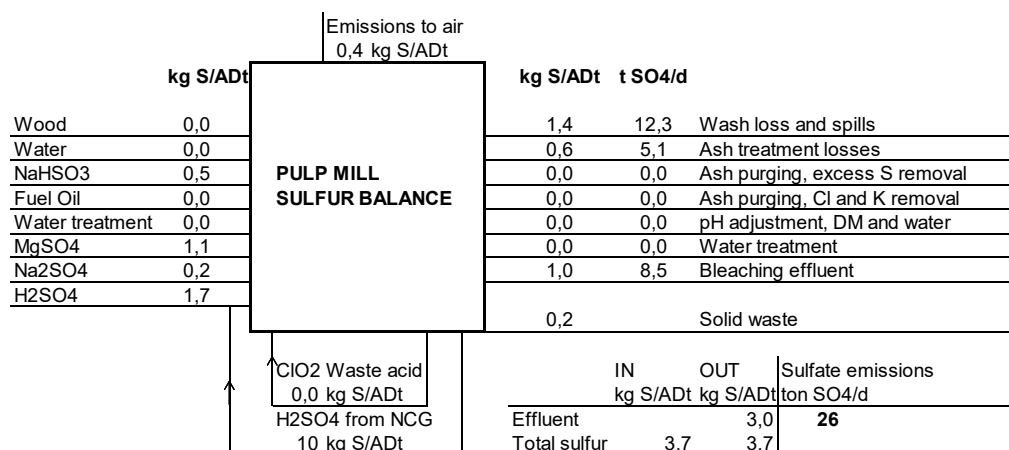 Emissions to air
0,4 kg S/ADt
kg S/ADt kg S/ADt t SO4/d
Wood 0,0 1,4 12,3 Wash loss and spills
Water 0,0 0,6 5,1 Ash treatment losses
NaHSO3 0,5 PULP MILL 0,0 0,0 Ash purging, excess S removal
Fuel Oil 0,0 SULFUR BALANCE 0,0 0,0 Ash purging, Cl and K removal
Water treatment 0,0 0,0 0,0 pH adjustment, DM and water
MgSO4 1,1 0,0 0,0 Water treatment
Na2SO4 0,2 1,0 8,5 Bleaching effluent
H2SO4 1,7
0,2 Solid waste
ClO2 Waste acid IN OUT Sulfate emissions
0,0 kg S/ADt kg S/ADt kg S/ADt ton SO4/d
H2SO4 from NCG Effluent 3,0 26
10 kg S/ADt Total sulfur 3,7 3,7